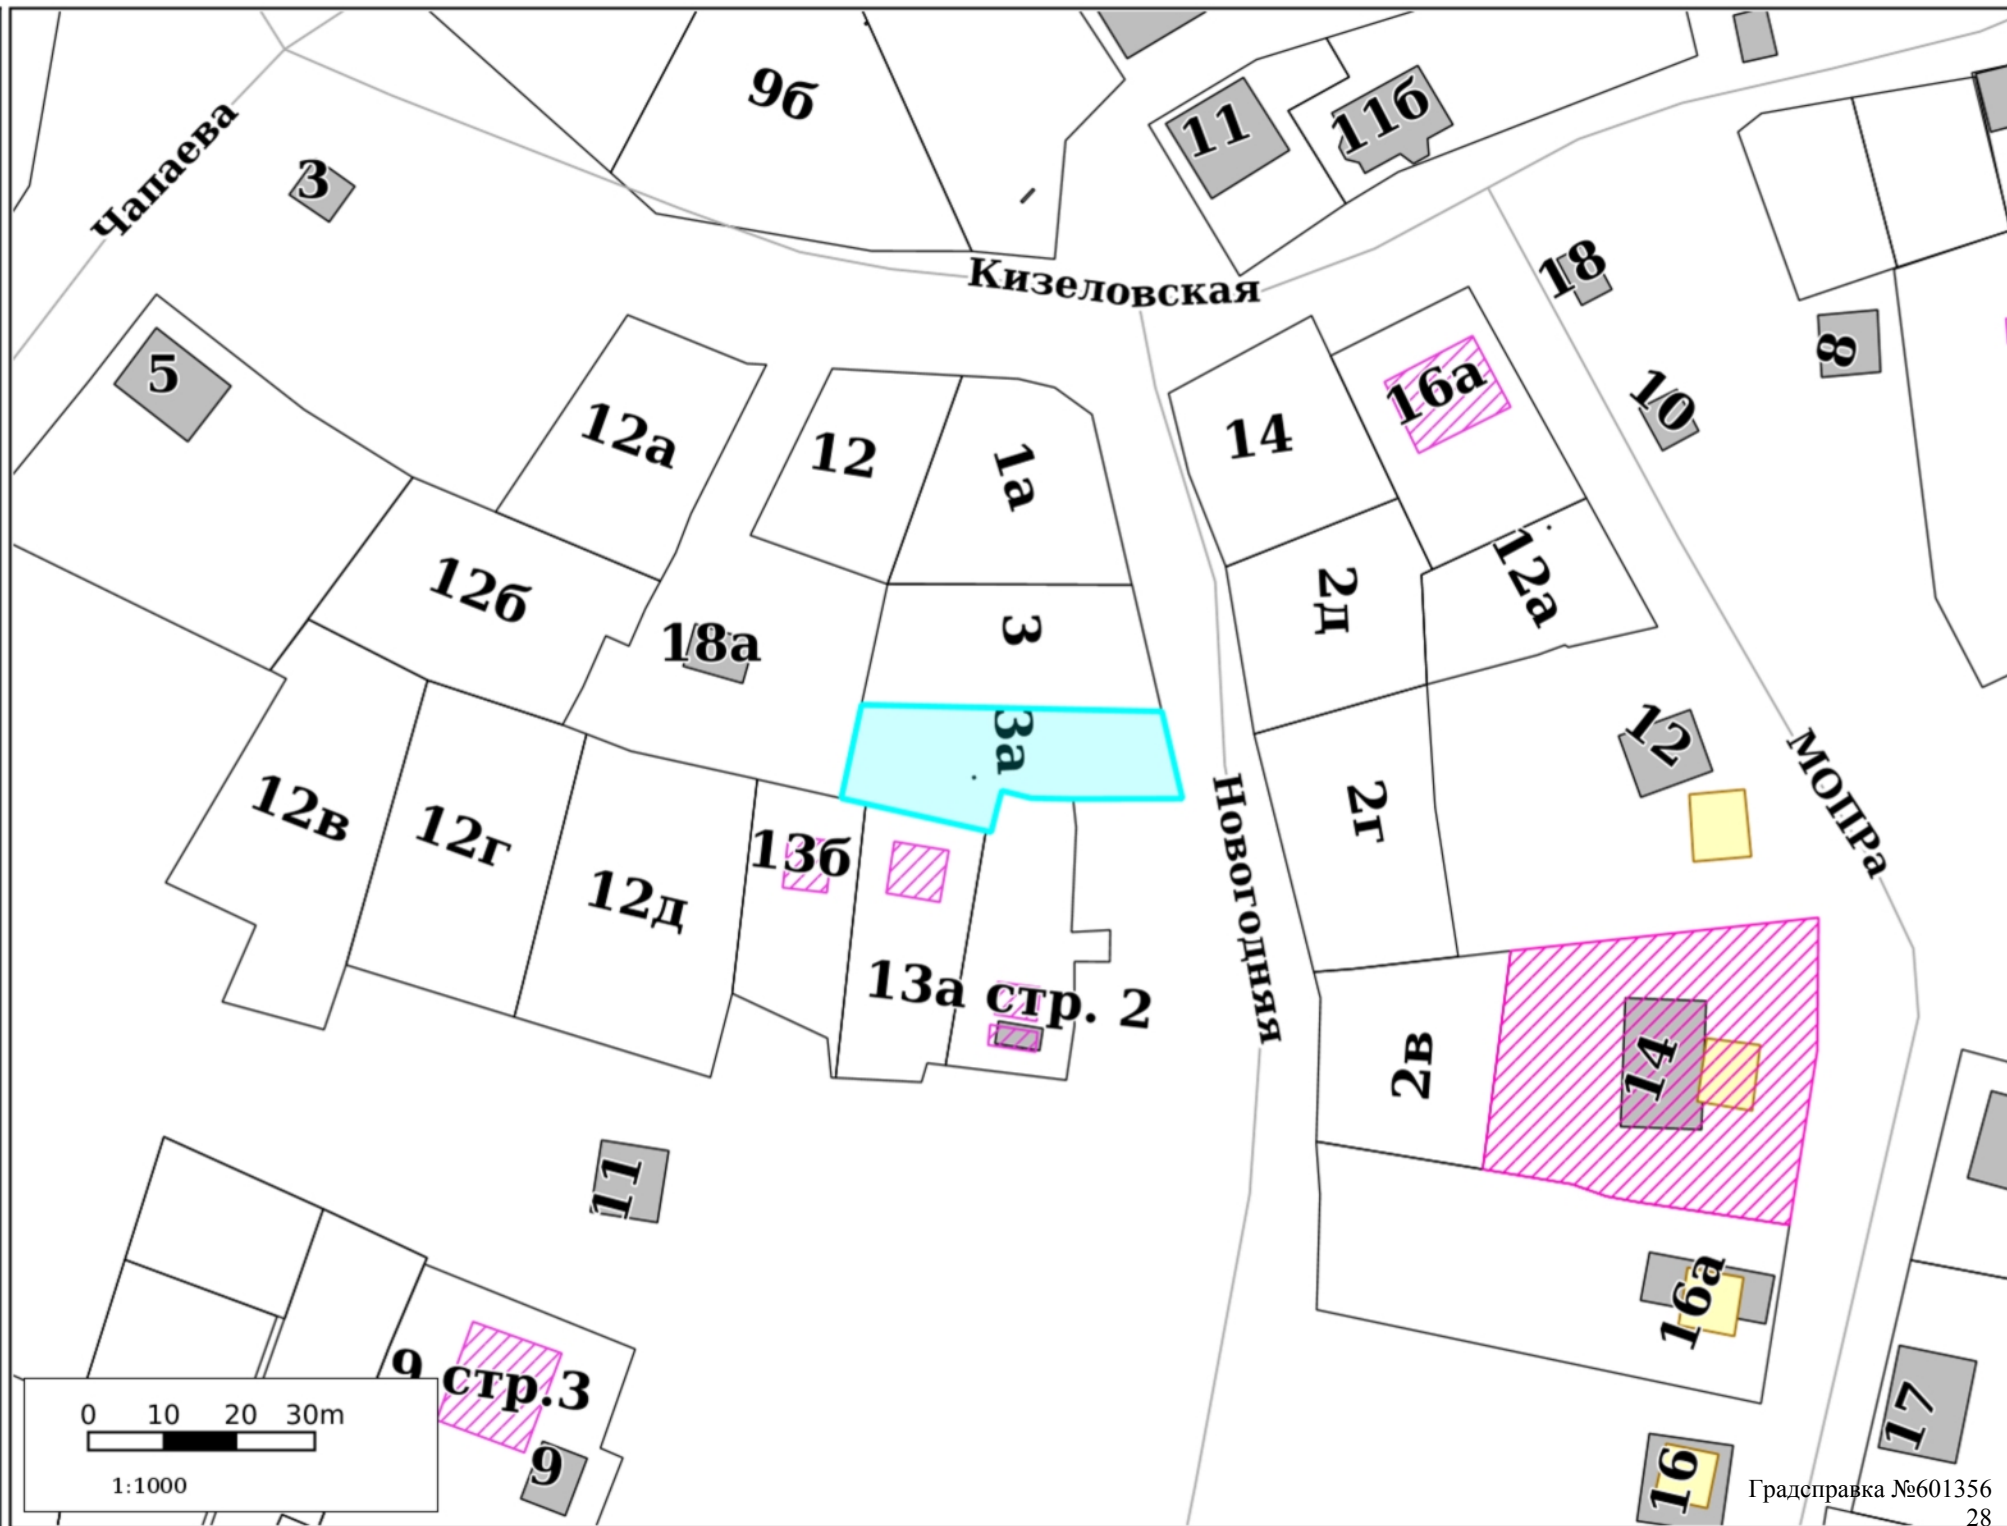 9б
11
11б
Чапаева
3
Кизеловская
18
5
8
16а
10
12а
12
1а
14
12б
18а
3
2д
12а
3а
12
МОПРа
12в
12г
12д
13б
2г
Новогодняя
13а
стр. 2
2в
14
11
16а
9 стр.3
9
17
16
0 10 20 30m
1:1000
Градсправка №601356
28